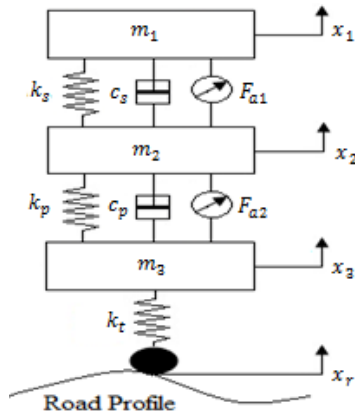 m₁
x₁
kₛ cₛ Fₐ₁
m₂
x₂
kₚ cₚ Fₐ₂
m₃
x₃
kₜ
xᵣ
Road Profile